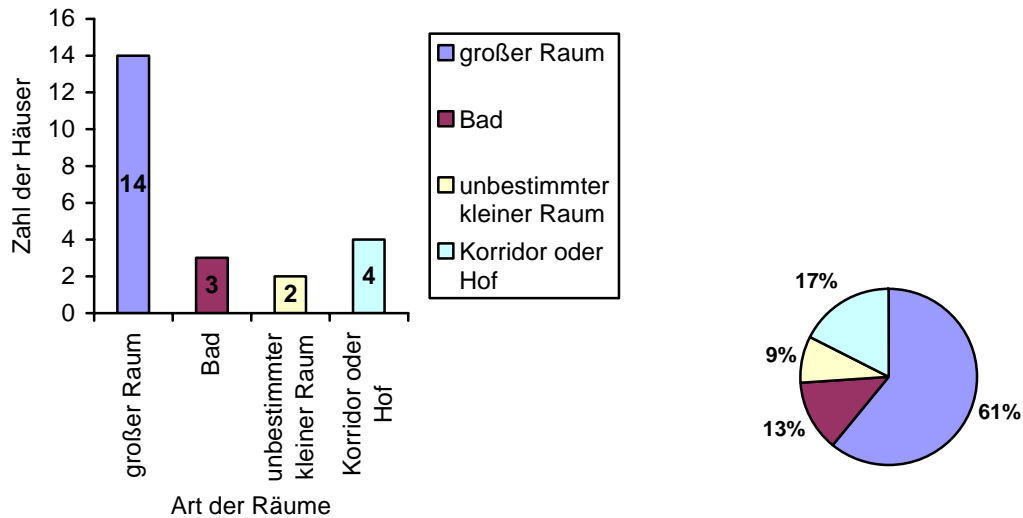 16
14
12
10
8
6
4
2
0
Zahl der Häuser
14
3
2
4
großer Raum
Bad
unbestimmter
kleiner Raum
Korridor oder
Hof
Art der Räume
großer Raum
Bad
unbestimmter
kleiner Raum
Korridor oder
Hof
17%
9%
13%
61%